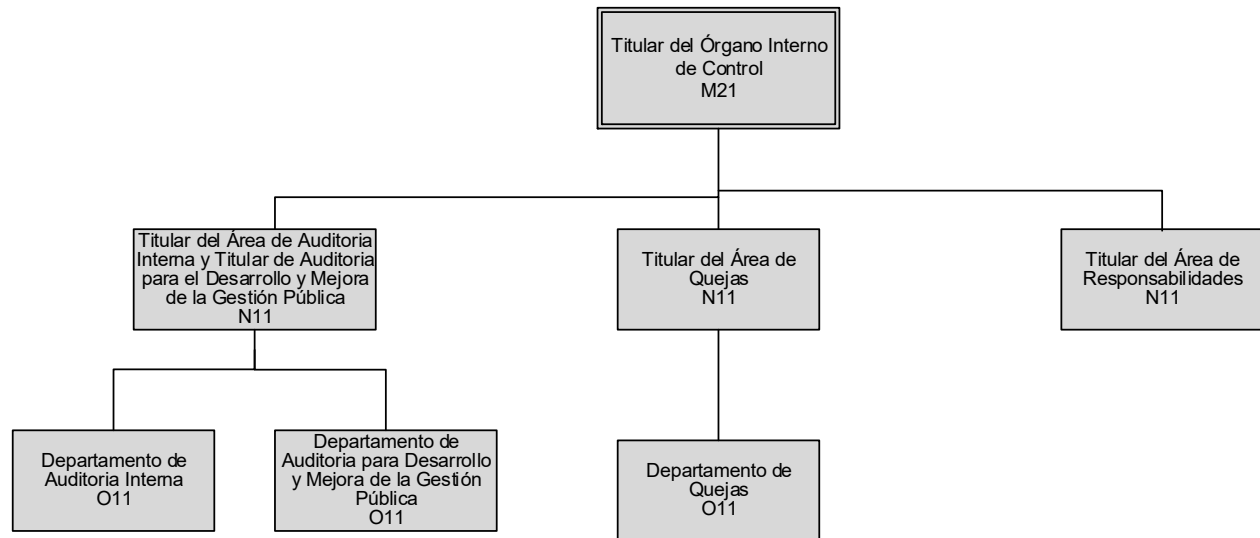 Titular del Órgano Interno
de Control
M21
Titular del Área de Auditoria
Interna y Titular de Auditoria
para el Desarrollo y Mejora
de la Gestión Pública
N11
Titular del Área de
Quejas
N11
Titular del Área de
Responsabilidades
N11
Departamento de
Auditoria Interna
O11
Departamento de
Auditoria para Desarrollo
y Mejora de la Gestión
Pública
O11
Departamento de
Quejas
O11